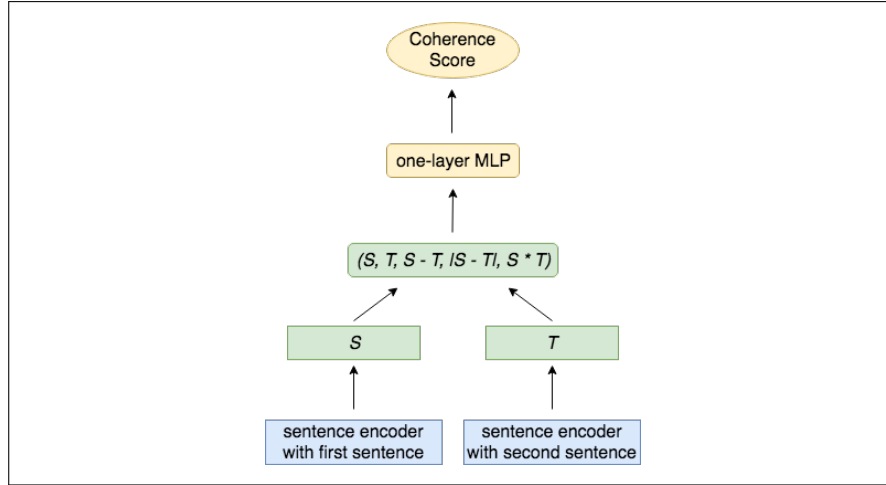 Coherence
Score
one-layer MLP
(S, T, S - T, |S - T|, S * T)
S
T
sentence encoder
with first sentence
sentence encoder
with second sentence